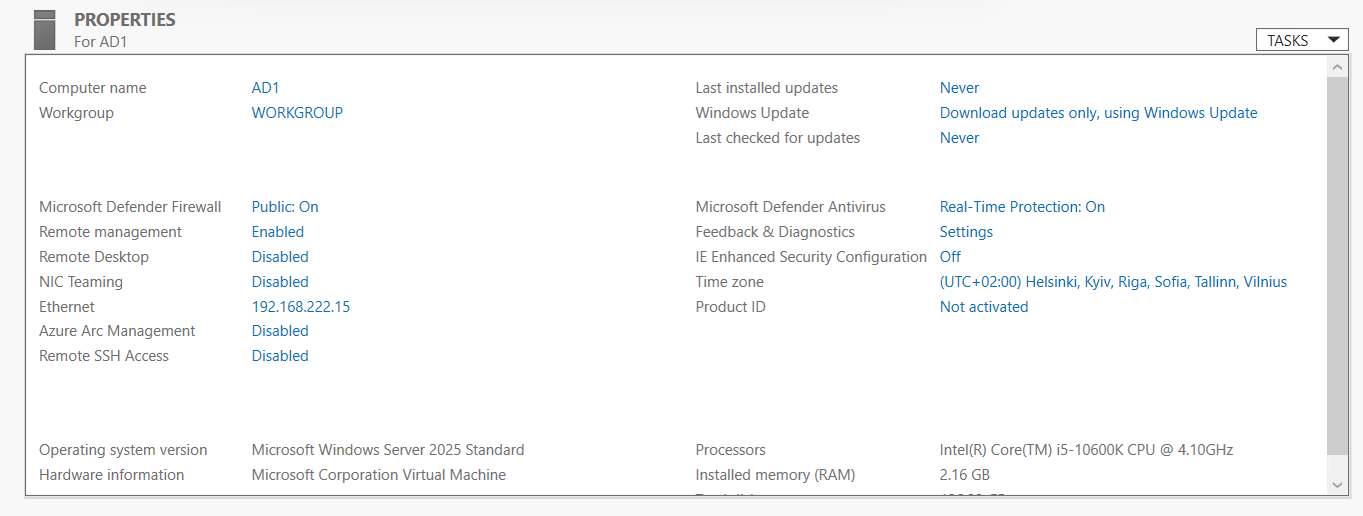 PROPERTIES
For AD1
TASKS
Computer name AD1 Last installed updates Never
Workgroup WORKGROUP Windows Update Download updates only, using Windows Update
Last checked for updates Never
Microsoft Defender Firewall Public: On Microsoft Defender Antivirus Real-Time Protection: On
Remote management Enabled Feedback & Diagnostics Settings
Remote Desktop Disabled IE Enhanced Security Configuration Off
NIC Teaming Disabled Time zone (UTC+02:00) Helsinki, Kyiv, Riga, Sofia, Tallinn, Vilnius
Ethernet 192.168.222.15 Product ID Not activated
Azure Arc Management Disabled
Remote SSH Access Disabled
Operating system version Microsoft Windows Server 2025 Standard Processors Intel(R) Core(TM) i5-10600K CPU @ 4.10GHz
Hardware information Microsoft Corporation Virtual Machine Installed memory (RAM) 2.16 GB